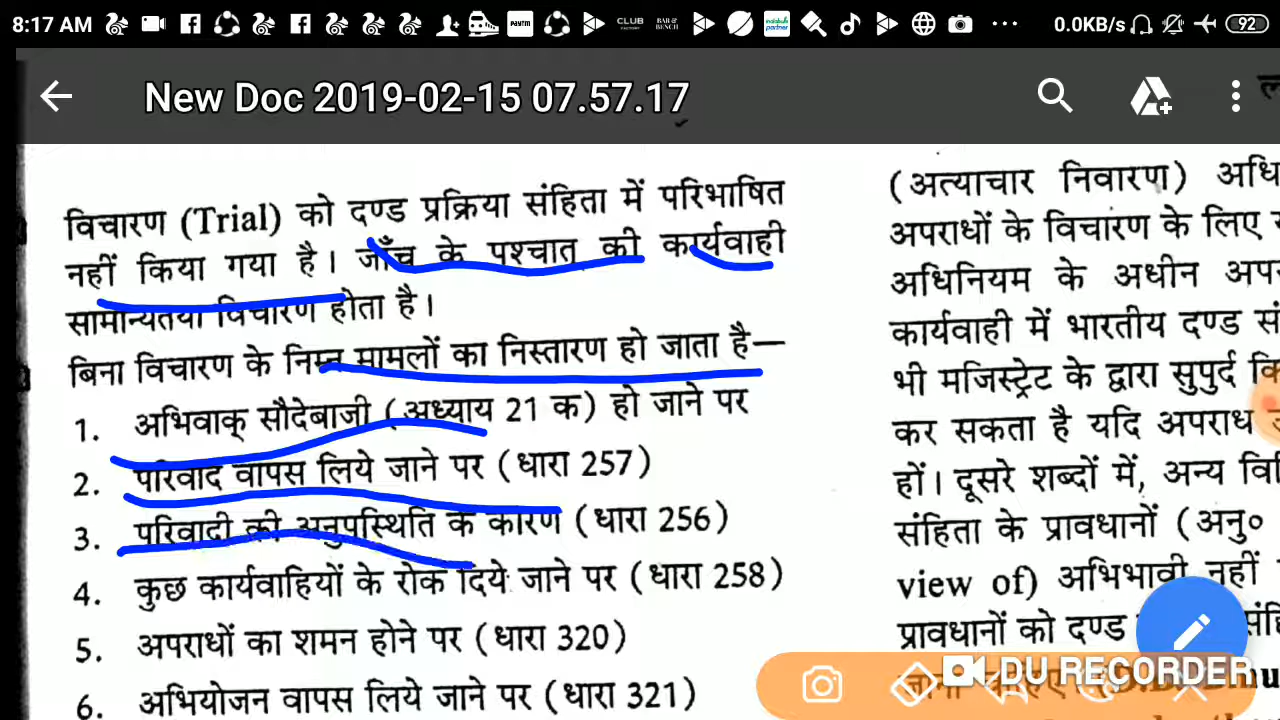 8:17 AM
0.0KB/s
92
New Doc 2019-02-15 07.57.17
विचारण (Trial) को दण्ड प्रक्रिया संहिता में परिभाषित
नहीं किया गया है। जाँच के पश्चात की कार्यवाही
सामान्यतया विचारण होता है।
बिना विचारण के निम्न मामलों का निस्तारण हो जाता है—
1. अभिवाक् सौदेबाजी (अध्याय 21 क) हो जाने पर
2. परिवाद वापस लिये जाने पर (धारा 257)
3. परिवादी की अनुपस्थिति के कारण (धारा 256)
4. कुछ कार्यवाहियों के रोक दिये जाने पर (धारा 258)
5. अपराधों का शमन होने पर (धारा 320)
6. अभियोजन वापस लिये जाने पर (धारा 321)
(अत्याचार निवारण)
अपराधों के विचारण के लिए
अधिनियम के अधीन
कार्यवाही में भारतीय दण्ड
भी मजिस्ट्रेट के द्वारा सुपुर्द
कर सकता है यदि अपराध
हों। दूसरे शब्दों में, अन्य
संहिता के प्रावधानों (अनु०
view of) अभिभावी नहीं
प्रावधानों को दण्ड
DU RECORDER